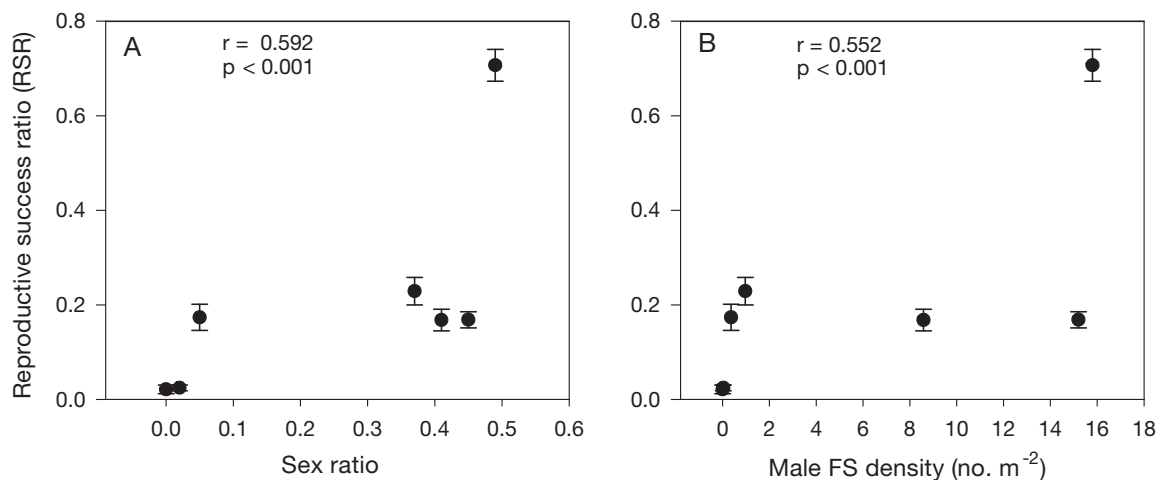 Reproductive success ratio (RSR)
0.8
0.6
0.4
0.2
0.0
A
r = 0.592
p < 0.001
0.0 0.1 0.2 0.3 0.4 0.5 0.6
Sex ratio
0.8
0.6
0.4
0.2
0.0
B
r = 0.552
p < 0.001
0 2 4 6 8 10 12 14 16 18
Male FS density (no. m⁻²)